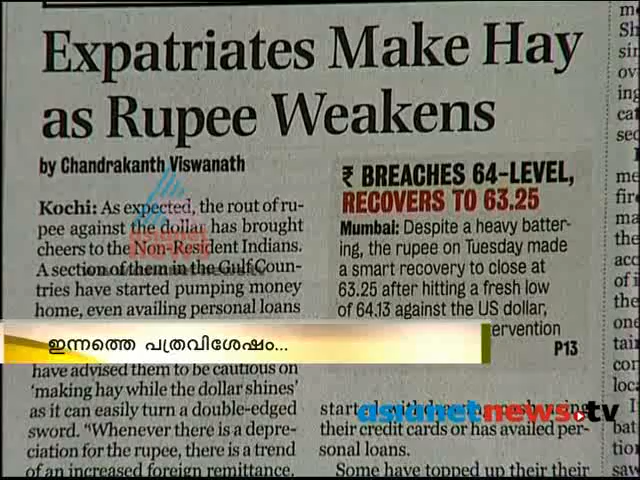 Expatriates Make Hay
as Rupee Weakens
by Chandrakanth Viswanath
Kochi: As expected, the rout of ru-
pee against the dollar has brought
cheers to the Non-Resident Indians.
A section of them in the Gulf Coun-
tries have started pumping money
home, even availing personal loans
have advised them to be cautious on
'making hay while the dollar shines'
as it can easily turn a double-edged
sword. "Whenever there is a depre-
ciation for the rupee, there is a trend
of an increased foreign remittance.
₹ BREACHES 64-LEVEL,
RECOVERS TO 63.25
Mumbai: Despite a heavy batter-
ing, the rupee on Tuesday made
a smart recovery to close at
63.25 after hitting a fresh low
of 64.13 against the US dollar,
ervention
P13
their credit cards or has availed per-
sonal loans.
Some have topped up their their
ഇന്നത്തെ പത്രവിശേഷം...
asianetnews.tv